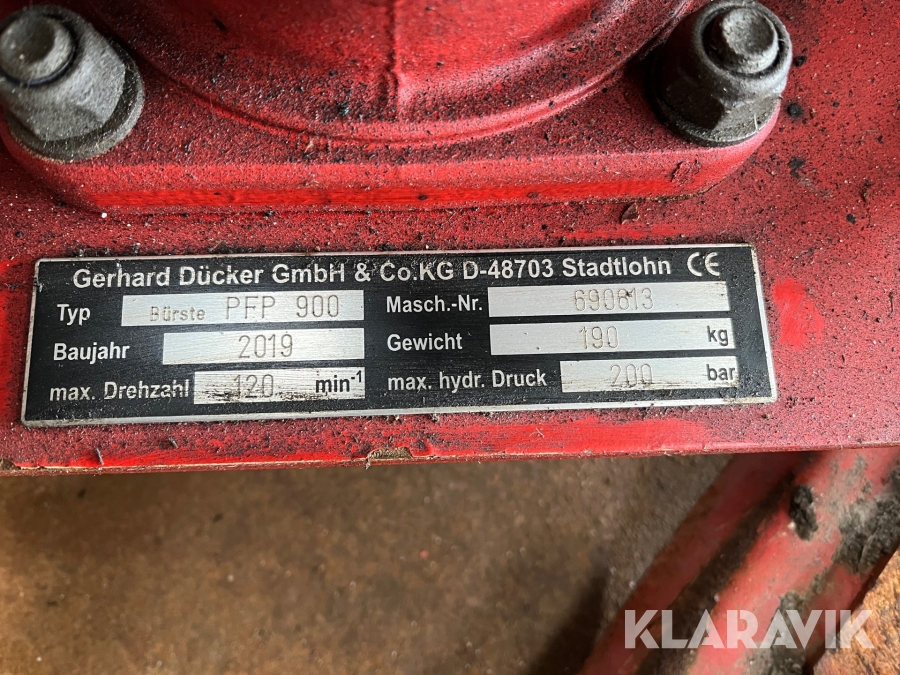 Gerhard Dücker GmbH & Co.KG D-48703 Stadtlohn CE
Typ Bürste PFP 900 Masch.-Nr. 690813
Baujahr 2019 Gewicht 190 kg
max. Drehzahl 120 min-1 max. hydr. Druck 200 bar
KLARAVIK